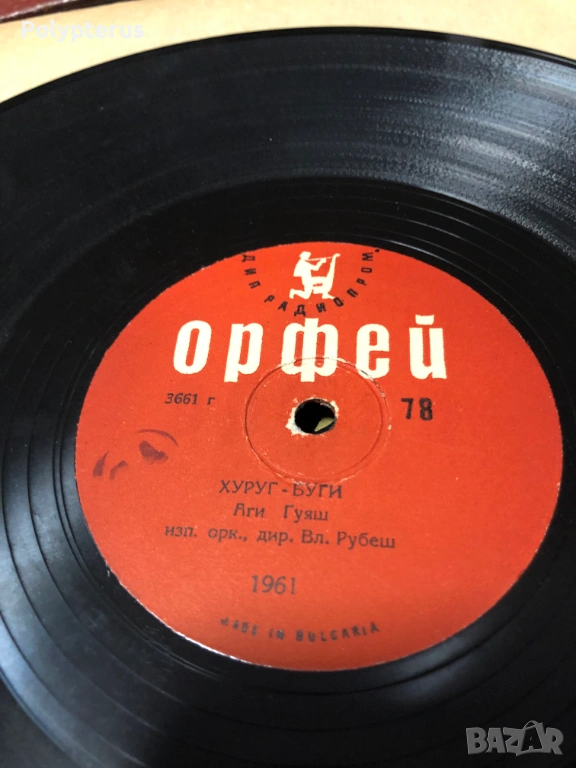 Polypterus
ДИП РАДИОПРОМ
ОРФЕЙ
3661 г
78
ХУРУГ - БУГИ
Аги Гуяш
изп. орк., дир. Вл. Рубеш
1961
MADE IN BULGARIA
BAZAR